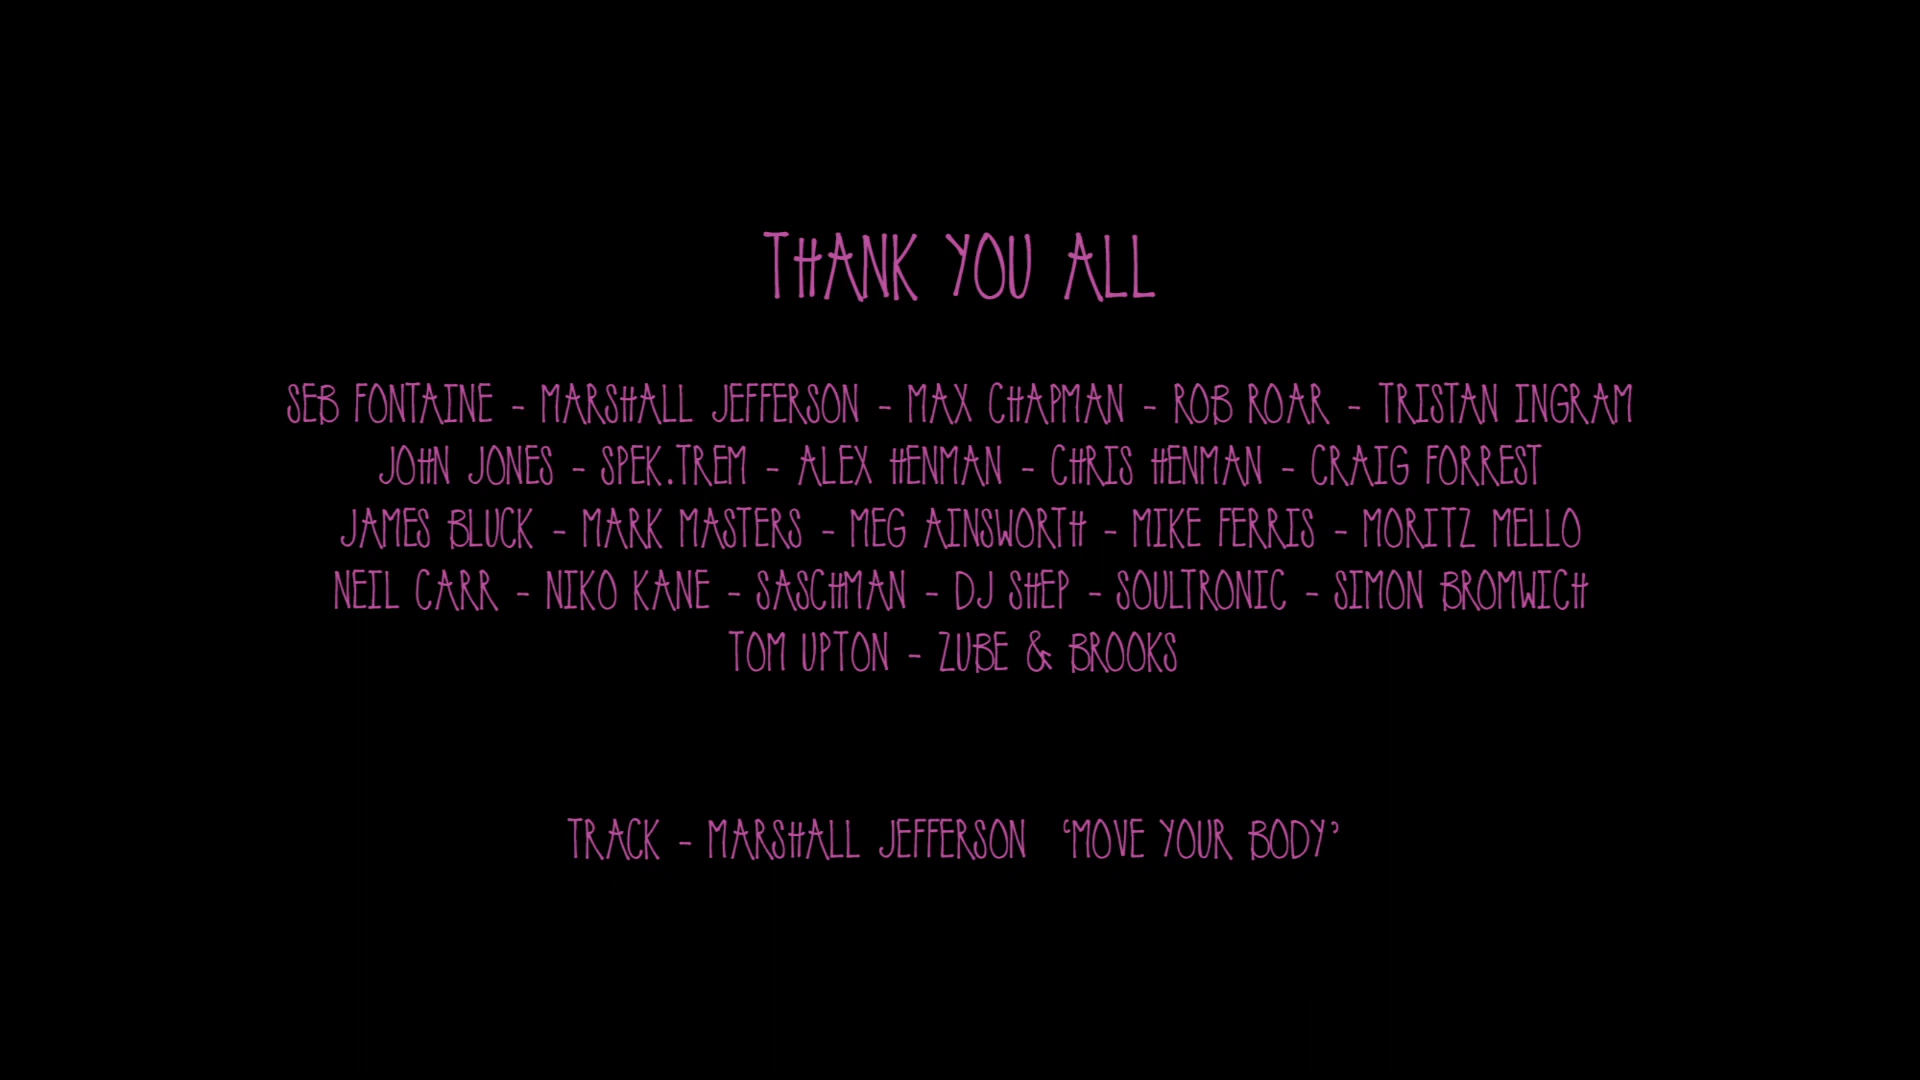 THANK YOU ALL
SEB FONTAINE - MARSHALL JEFFERSON - MAX CHAPMAN - ROB ROAR - TRISTAN INGRAM
JOHN JONES - SPEK.TREM - ALEX HENMAN - CHRIS HENMAN - CRAIG FORREST
JAMES BLUCK - MARK MASTERS - MEG AINSWORTH - MIKE FERRIS - MORITZ MELLO
NEIL CARR - NIKO KANE - SASCHMAN - DJ SHEP - SOULTRONIC - SIMON BROMWICH
TOM UPTON - ZUBE & BROOKS
TRACK - MARSHALL JEFFERSON ‘MOVE YOUR BODY’